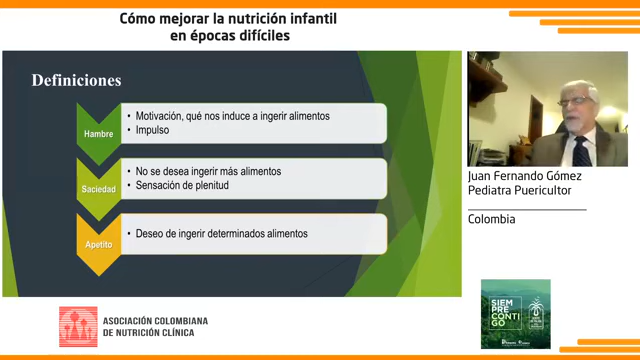 Cómo mejorar la nutrición infantil
en épocas difíciles
Definiciones
Hambre
• Motivación, qué nos induce a ingerir alimentos
• Impulso
Saciedad
• No se desea ingerir más alimentos
• Sensación de plenitud
Apetito
• Deseo de ingerir determinados alimentos
Juan Fernando Gómez
Pediatra Puericultor
Colombia
ASOCIACIÓN COLOMBIANA
DE NUTRICIÓN CLÍNICA
SIEM
PRE
CONTI
GO